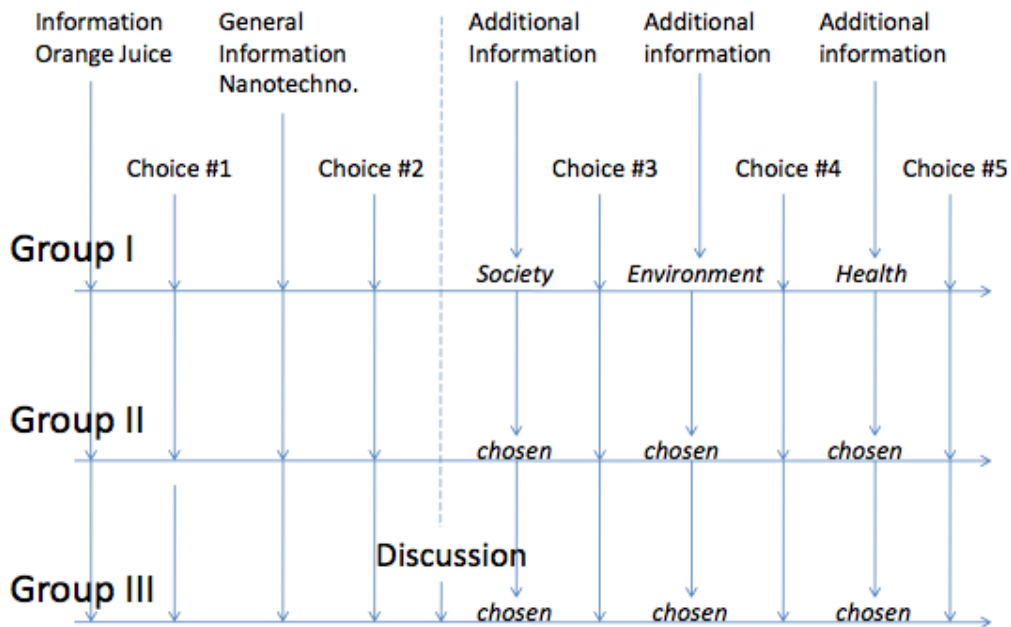 Information
Orange Juice
General
Information
Nanotechno.
Additional
Information
Additional
information
Additional
information
Choice #1
Choice #2
Choice #3
Choice #4
Choice #5
Group I
Society
Environment
Health
Group II
chosen
chosen
chosen
Discussion
Group III
chosen
chosen
chosen